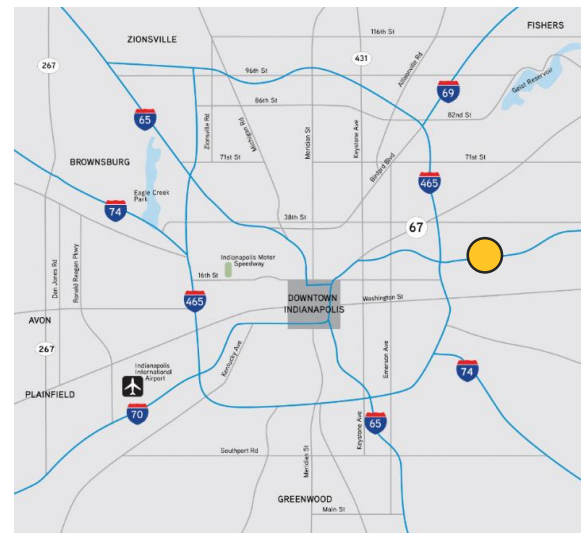 116th St
FISHERS
ZIONSVILLE
267
431
Allisonville Rd
96th St
Geist Reservoir
69
86th St
82nd St
65
Zionsville Rd
Michigan Rd
Meridian St
Keystone Ave
Binford Blvd
BROWNSBURG
71st St
71st St
465
Eagle Creek
Park
74
38th St
67
Dan Jones Rd
Ronald Reagan Pkwy
Indianapolis Motor
Speedway
16th St
465
DOWNTOWN
INDIANAPOLIS
Washington St
AVON
267
Kentucky Ave
Emerson Ave
Indianapolis
International
Airport
74
PLAINFIELD
70
65
Keystone Ave
Southport Rd
Meridian St
GREENWOOD
Main St